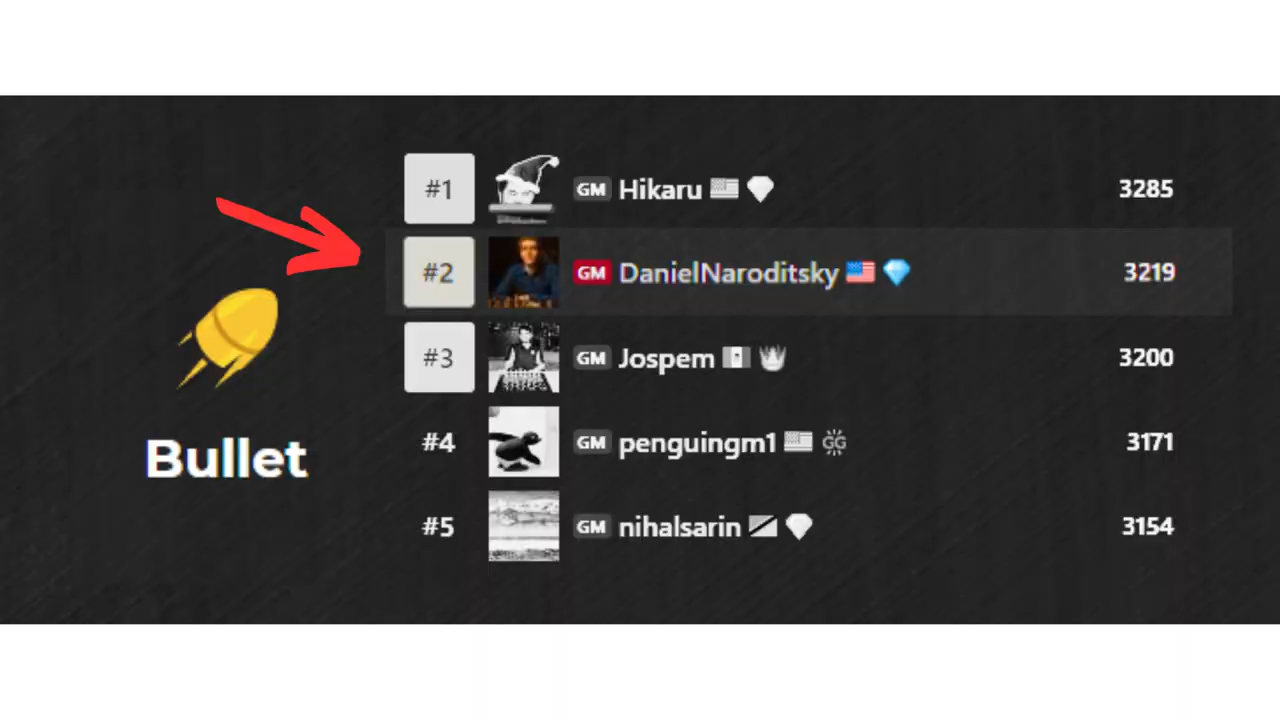 #1 GM Hikaru 3285
#2 GM DanielNaroditsky 3219
#3 GM Jospem 3200
#4 GM penguingm1 GG 3171
#5 GM nihalsarin 3154
Bullet